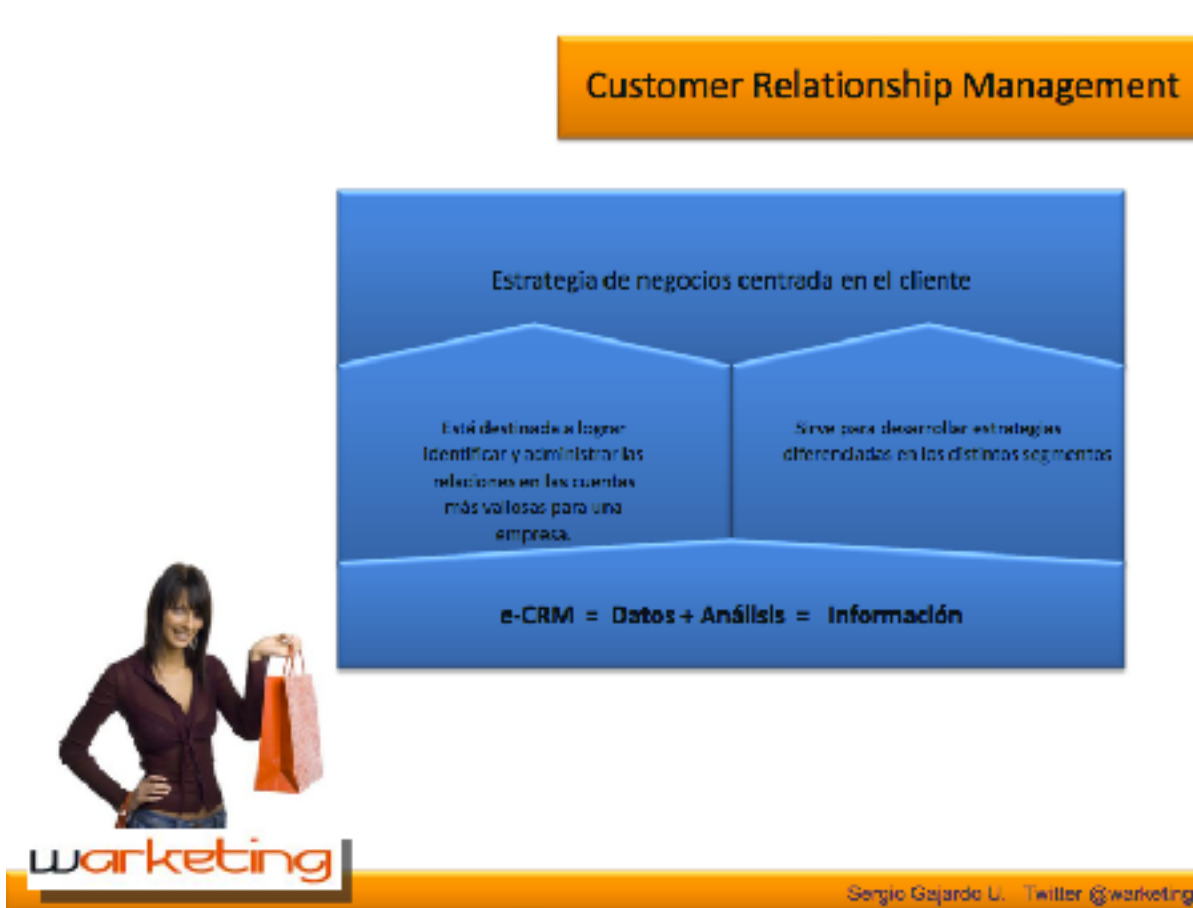 Customer Relationship Management
Estrategia de negocios centrada en el cliente
Está destinada a lograr
identificar y administrar las
relaciones en las cuentas
más valiosas para una
empresa.
Sirve para desarrollar estrategias
diferenciadas en los distintos segmentos
e-CRM = Datos + Análisis = Información
warketing
Sergio Gajardo U. Twitter @warketing